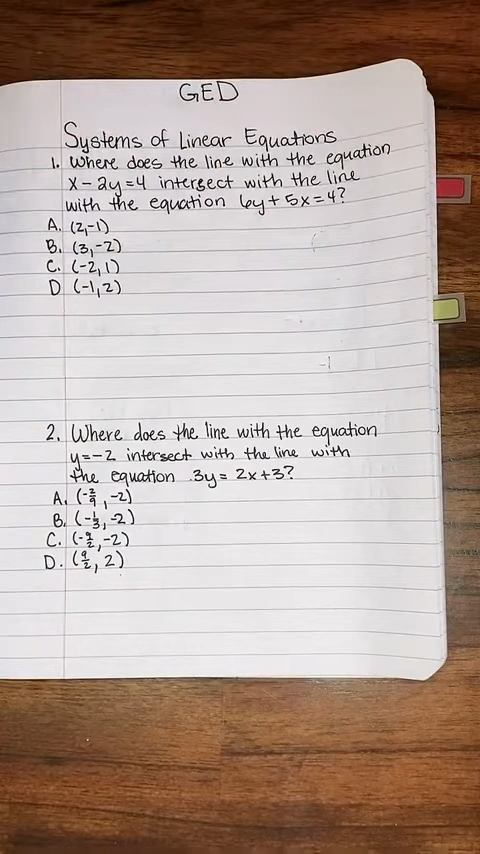 GED
Systems of Linear Equations
1. Where does the line with the equation
x - 2y = 4 intersect with the line
with the equation 6y + 5x = 4?
A. (2,-1)
B. (3,-2)
C. (-2,1)
D (-1,2)
2. Where does the line with the equation
y = -2 intersect with the line with
the equation 3y = 2x + 3?
A. (-2/9, -2)
B. (-1/3, -2)
C. (-9/2, -2)
D. (9/2, 2)